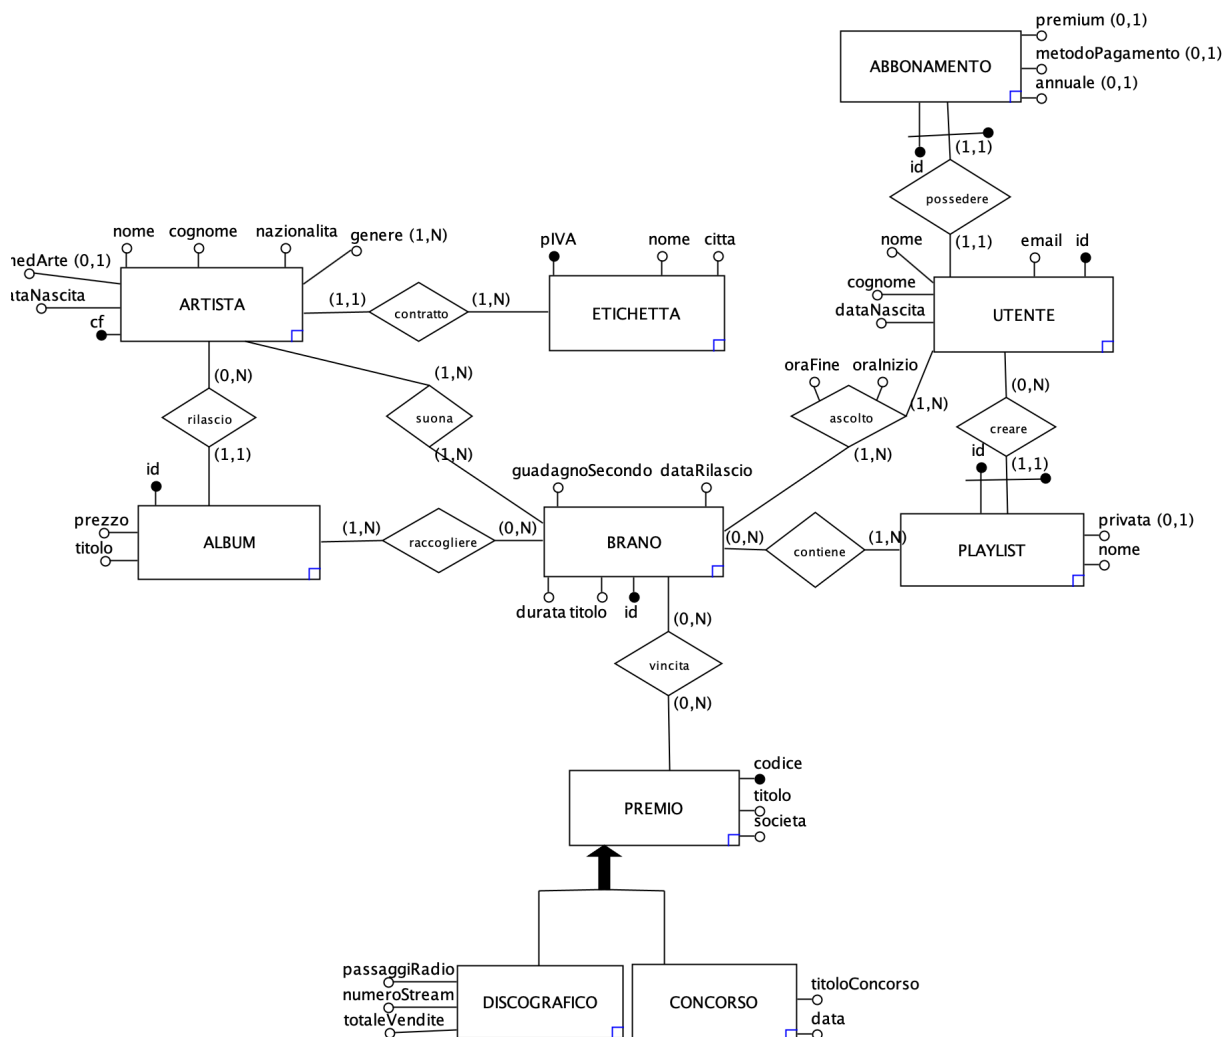 premium (0,1)
ABBONAMENTO
metodoPagamento (0,1)
annuale (0,1)
(1,1)
id
possedere
(1,1)
nome
email
id
cognome
dataNascita
UTENTE
nome
cognome
nazionalita
genere (1,N)
nedArte (0,1)
ataNascita
cf
ARTISTA
(1,1)
contratto
(1,N)
pIVA
nome
citta
ETICHETTA
(0,N)
rilascio
(1,1)
(1,N)
suona
(1,N)
oraFine
oraInizio
ascolto
(1,N)
(1,N)
(0,N)
creare
id
(1,1)
id
prezzo
titolo
ALBUM
(1,N)
raccogliere
(0,N)
guadagnoSecondo
dataRilascio
BRANO
durata
titolo
id
(0,N)
contiene
(1,N)
PLAYLIST
privata (0,1)
nome
(0,N)
vincita
(0,N)
PREMIO
codice
titolo
societa
passaggiRadio
numeroStream
totaleVendite
DISCOGRAFICO
CONCORSO
titoloConcorso
data